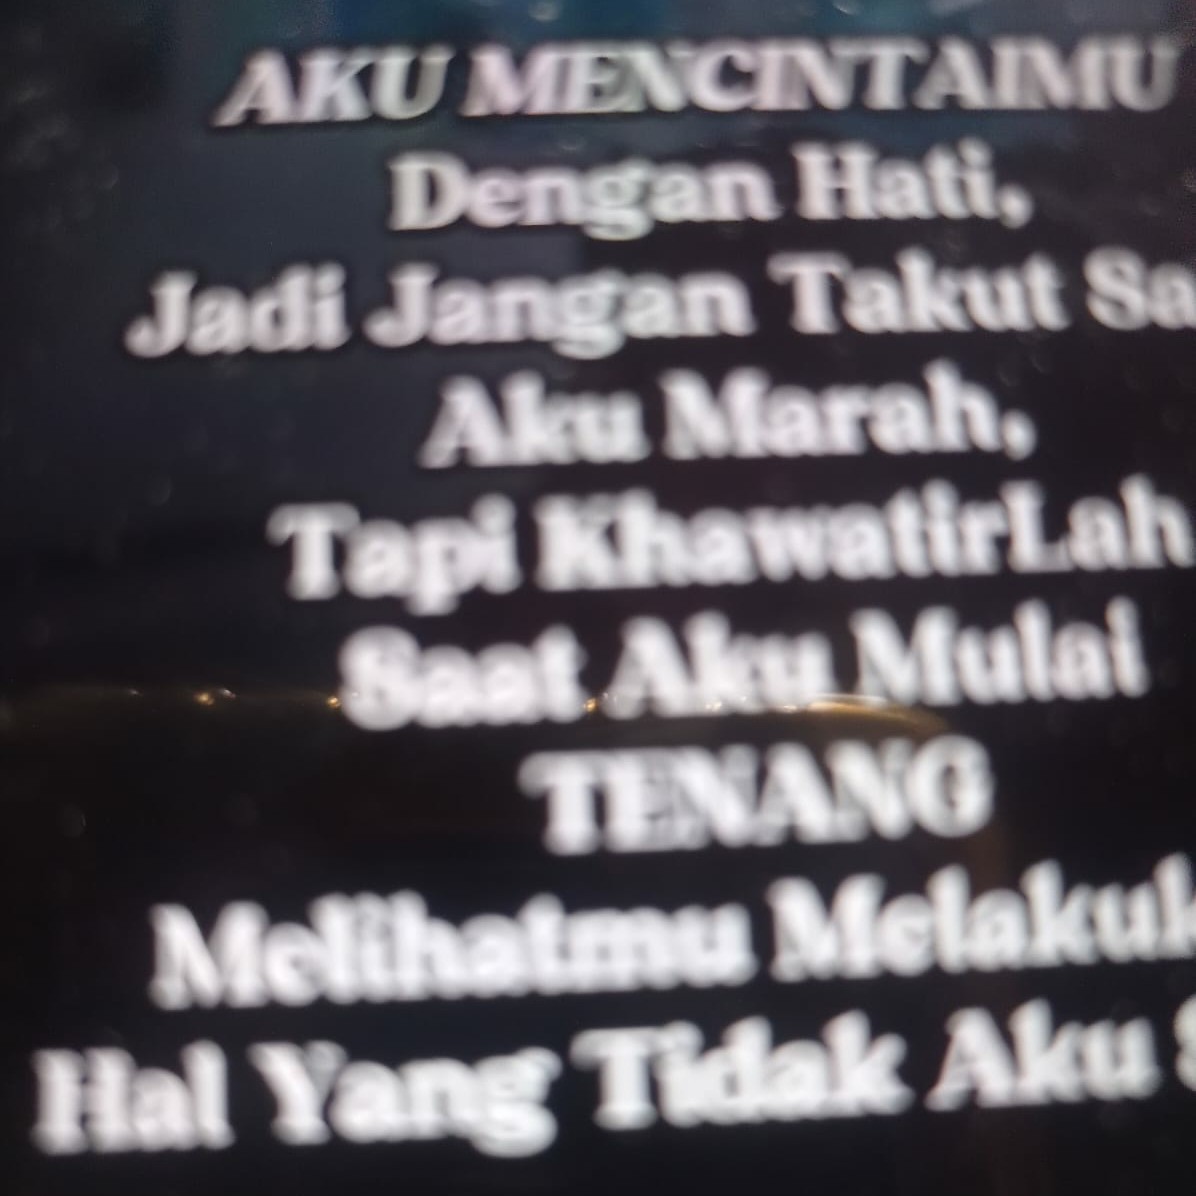 AKU MENCINTAIMU
Dengan Hati,
Jadi Jangan Takut Sa
Aku Marah,
Tapi KhawatirLah
Saat Aku Mulai
TENANG
Melihatmu Melakuk
Hal Yang Tidak Aku S